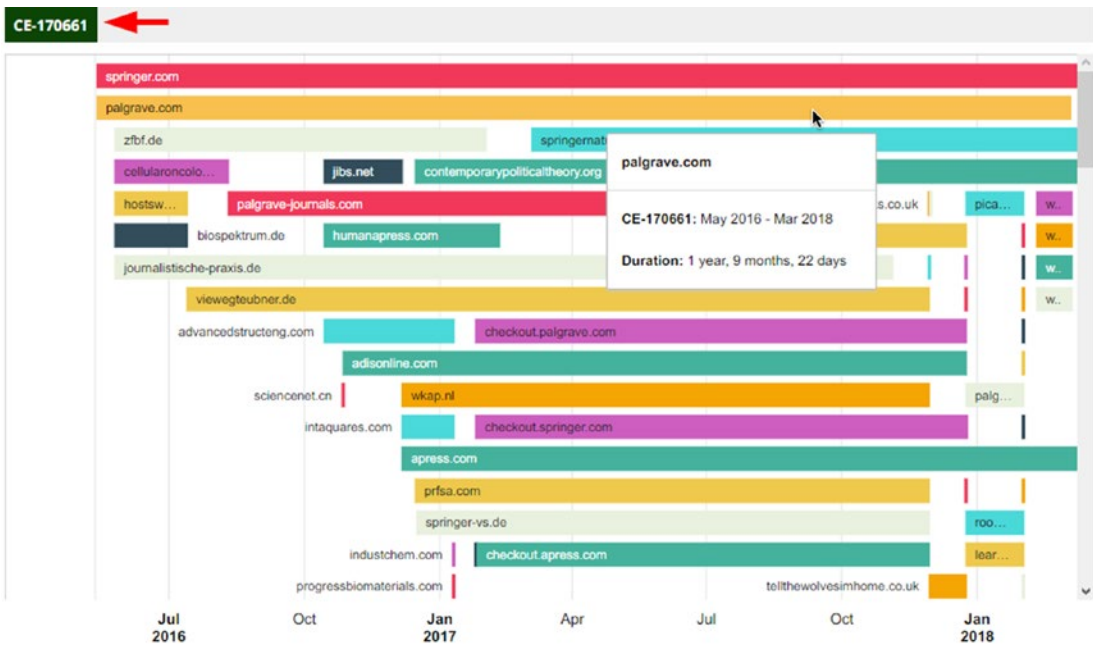 CE-170661
springer.com
palgrave.com
zfbf.de
springernat
cellularoncolo...
jibs.net
contemporarypoliticaltheory.org
hostsw...
palgrave-journals.com
s.co.uk
pica...
w..
biospektrum.de
humanapress.com
w..
journalistische-praxis.de
w..
viewegteubner.de
w..
advancedstructeng.com
checkout.palgrave.com
adisonline.com
sciencenet.cn
wkap.nl
palg...
intaquares.com
checkout.springer.com
apress.com
prfsa.com
springer-vs.de
roo...
industchem.com
checkout.apress.com
lear...
progressbiomaterials.com
tellthewolvesimhome.co.uk
palgrave.com
CE-170661: May 2016 - Mar 2018
Duration: 1 year, 9 months, 22 days
Jul
2016
Oct
Jan
2017
Apr
Jul
Oct
Jan
2018